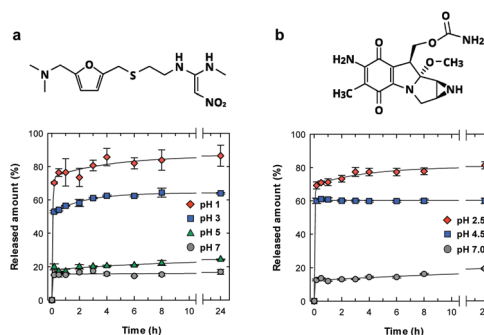 a
b
H
N
H
N
N
O
S
NO₂
O
O
NH₂
O
H₂N
O—CH₃
H₃C
N
NH
O
100
80
60
40
20
0
Released amount (%)
pH 1
pH 3
pH 5
pH 7
0 2 4 6 8 10 24
Time (h)
100
80
60
40
20
0
Released amount (%)
pH 2.5
pH 4.5
pH 7.0
0 2 4 6 8 10
Time (h)